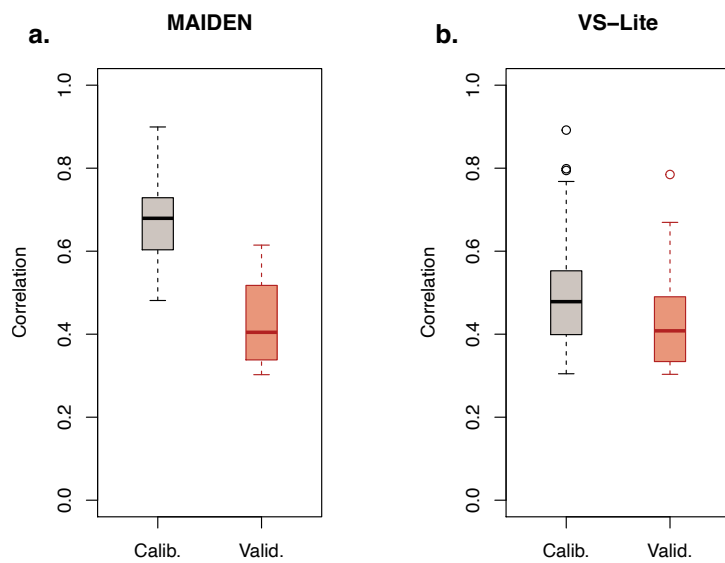 a.
MAIDEN
Correlation
1.0
0.8
0.6
0.4
0.2
0.0
Calib. Valid.
b.
VS−Lite
Correlation
1.0
0.8
0.6
0.4
0.2
0.0
Calib. Valid.